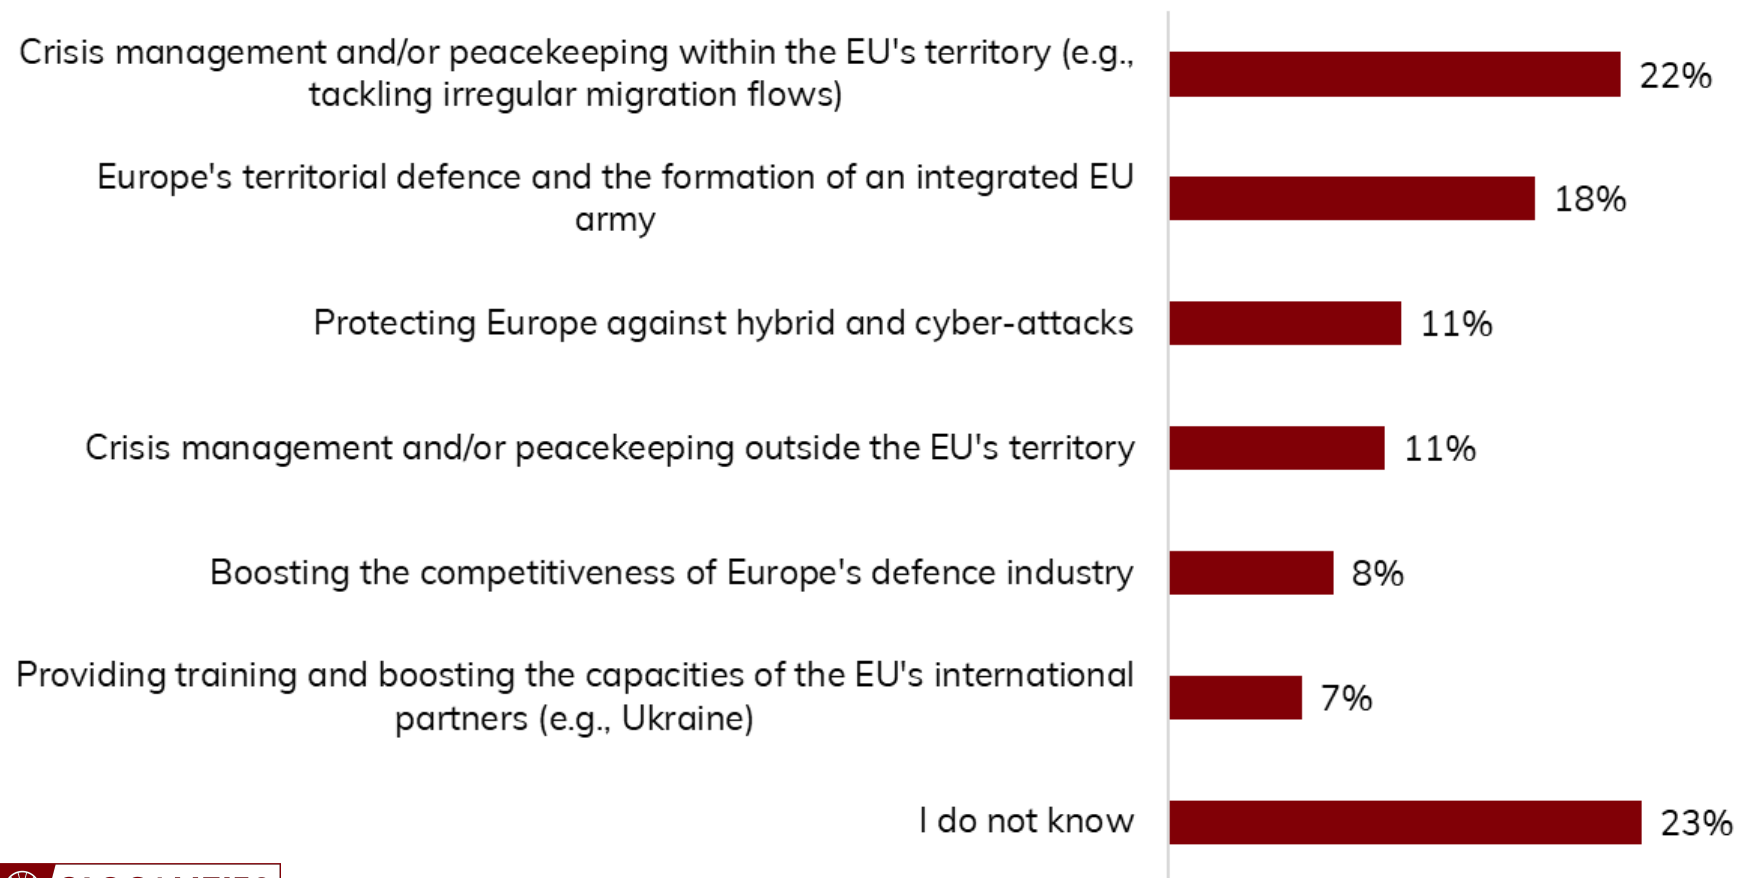 Crisis management and/or peacekeeping within the EU's territory (e.g.,
tackling irregular migration flows)
22%
Europe's territorial defence and the formation of an integrated EU
army
18%
Protecting Europe against hybrid and cyber-attacks
11%
Crisis management and/or peacekeeping outside the EU's territory
11%
Boosting the competitiveness of Europe's defence industry
8%
Providing training and boosting the capacities of the EU's international
partners (e.g., Ukraine)
7%
I do not know
23%